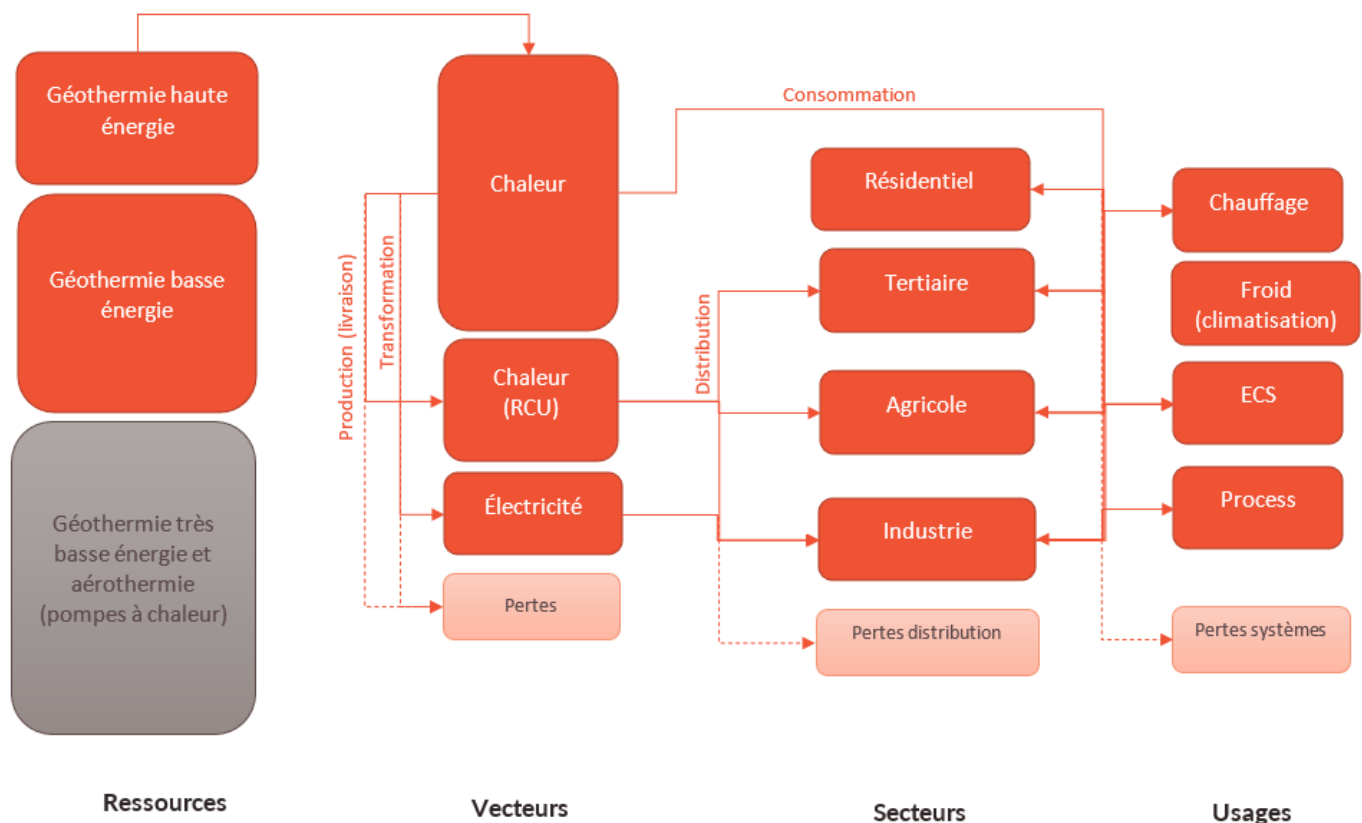 Géothermie haute
énergie
Géothermie basse
énergie
Géothermie très
basse énergie et
aérothermie
(pompes à chaleur)
Ressources
Production (livraison)
Transformation
Chaleur
Chaleur
(RCU)
Électricité
Pertes
Vecteurs
Distribution
Consommation
Résidentiel
Tertiaire
Agricole
Industrie
Pertes distribution
Secteurs
Chauffage
Froid
(climatisation)
ECS
Process
Pertes systèmes
Usages